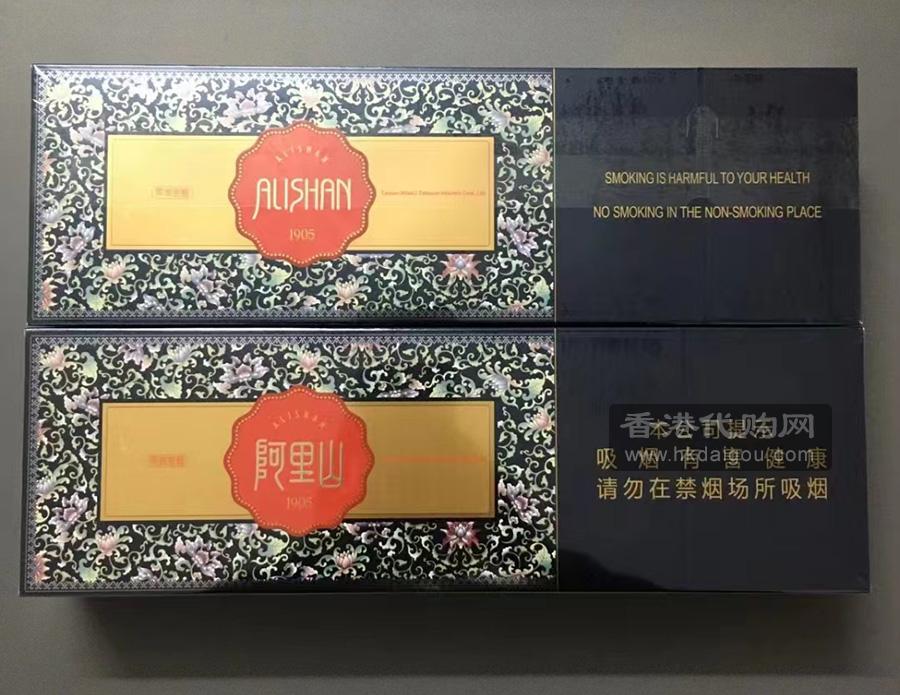 ALISHAN
ALISHAN
1905
SMOKING IS HARMFUL TO YOUR HEALTH
NO SMOKING IN THE NON-SMOKING PLACE
ALISHAN
阿里山
1905
香港代购网
www.hkdaigou.com
本公司提示
吸烟有害健康
请勿在禁烟场所吸烟